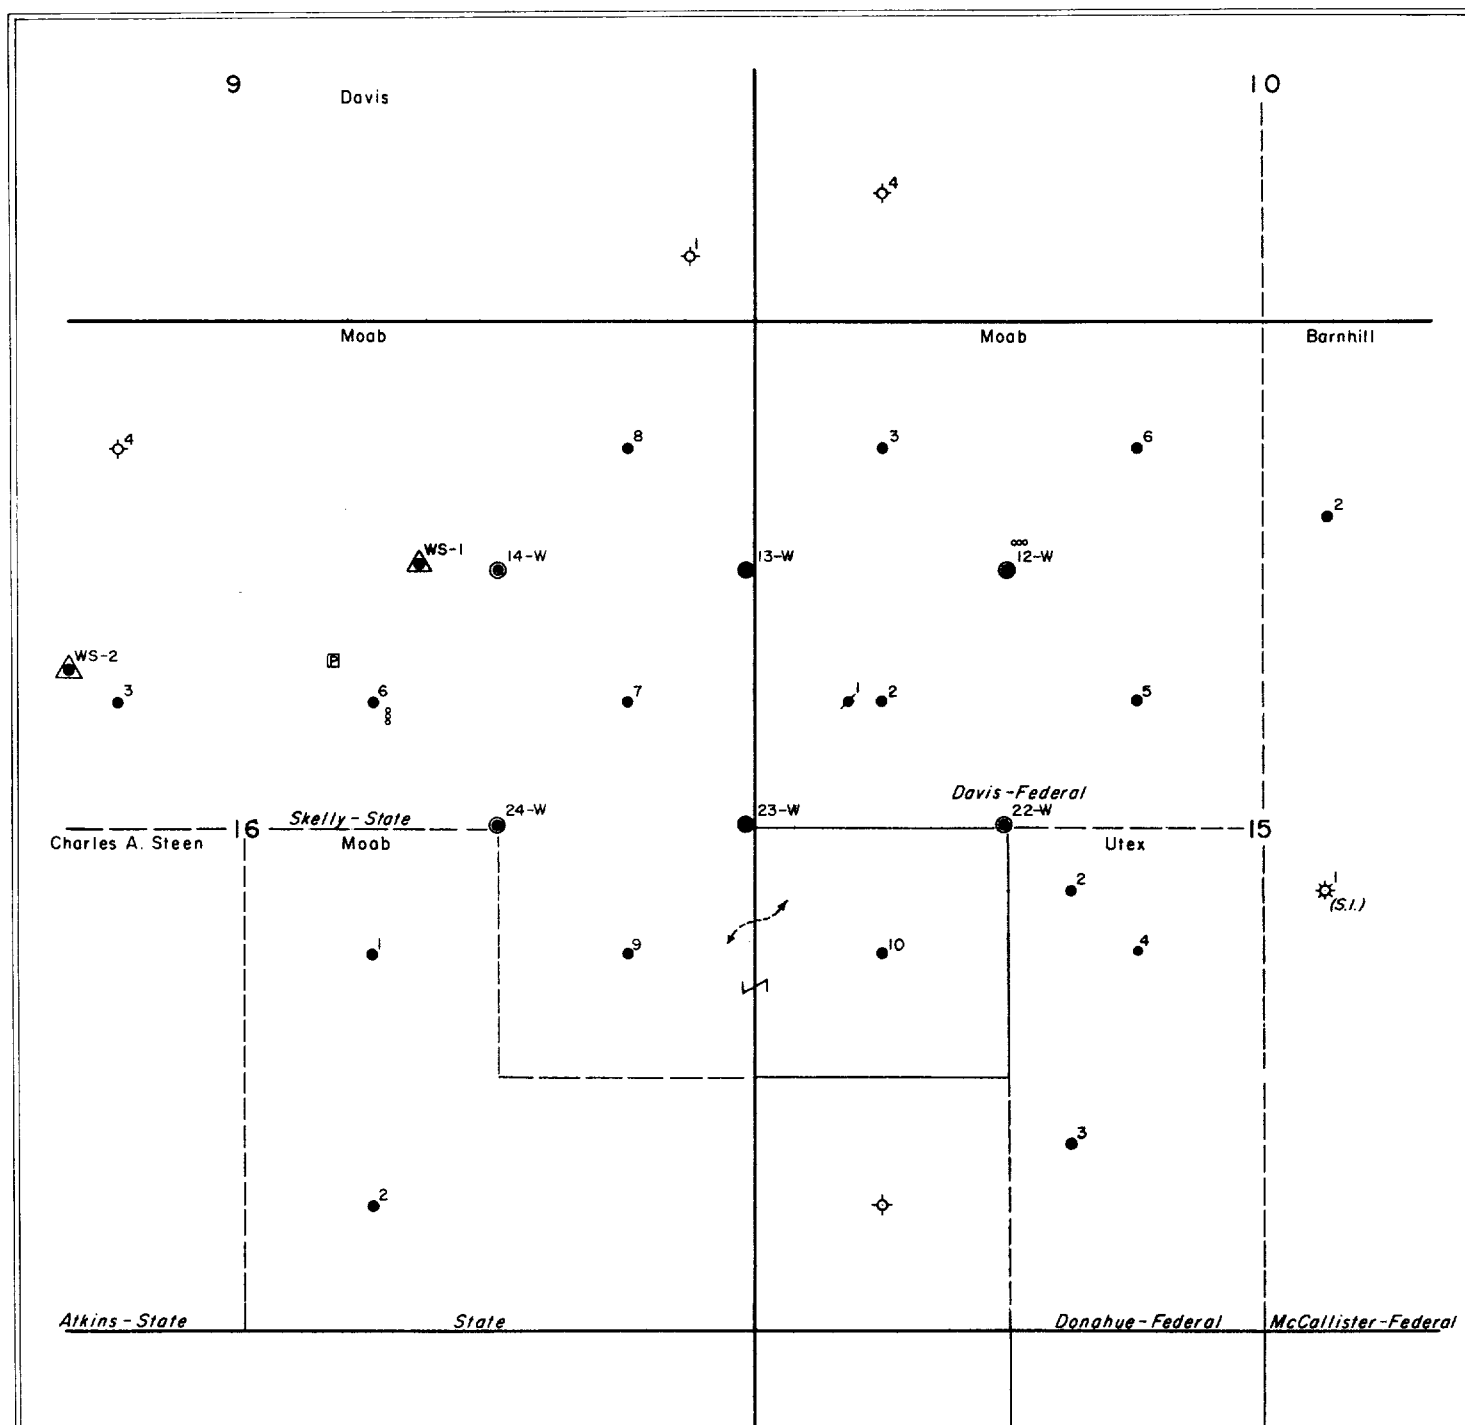 9
10
Davis
4
1
Moab
Moab
Barnhill
4
8
3
6
2
WS-1
14-W
13-W
12-W
WS-2
P
3
6
7
1
2
5
Davis-Federal
24-W
23-W
22-W
Skelly-State
16
15
Charles A. Steen
Moab
Utex
2
1
(S.I.)
1
9
10
4
3
2
Atkins-State
State
Donahue-Federal
McCallister-Federal